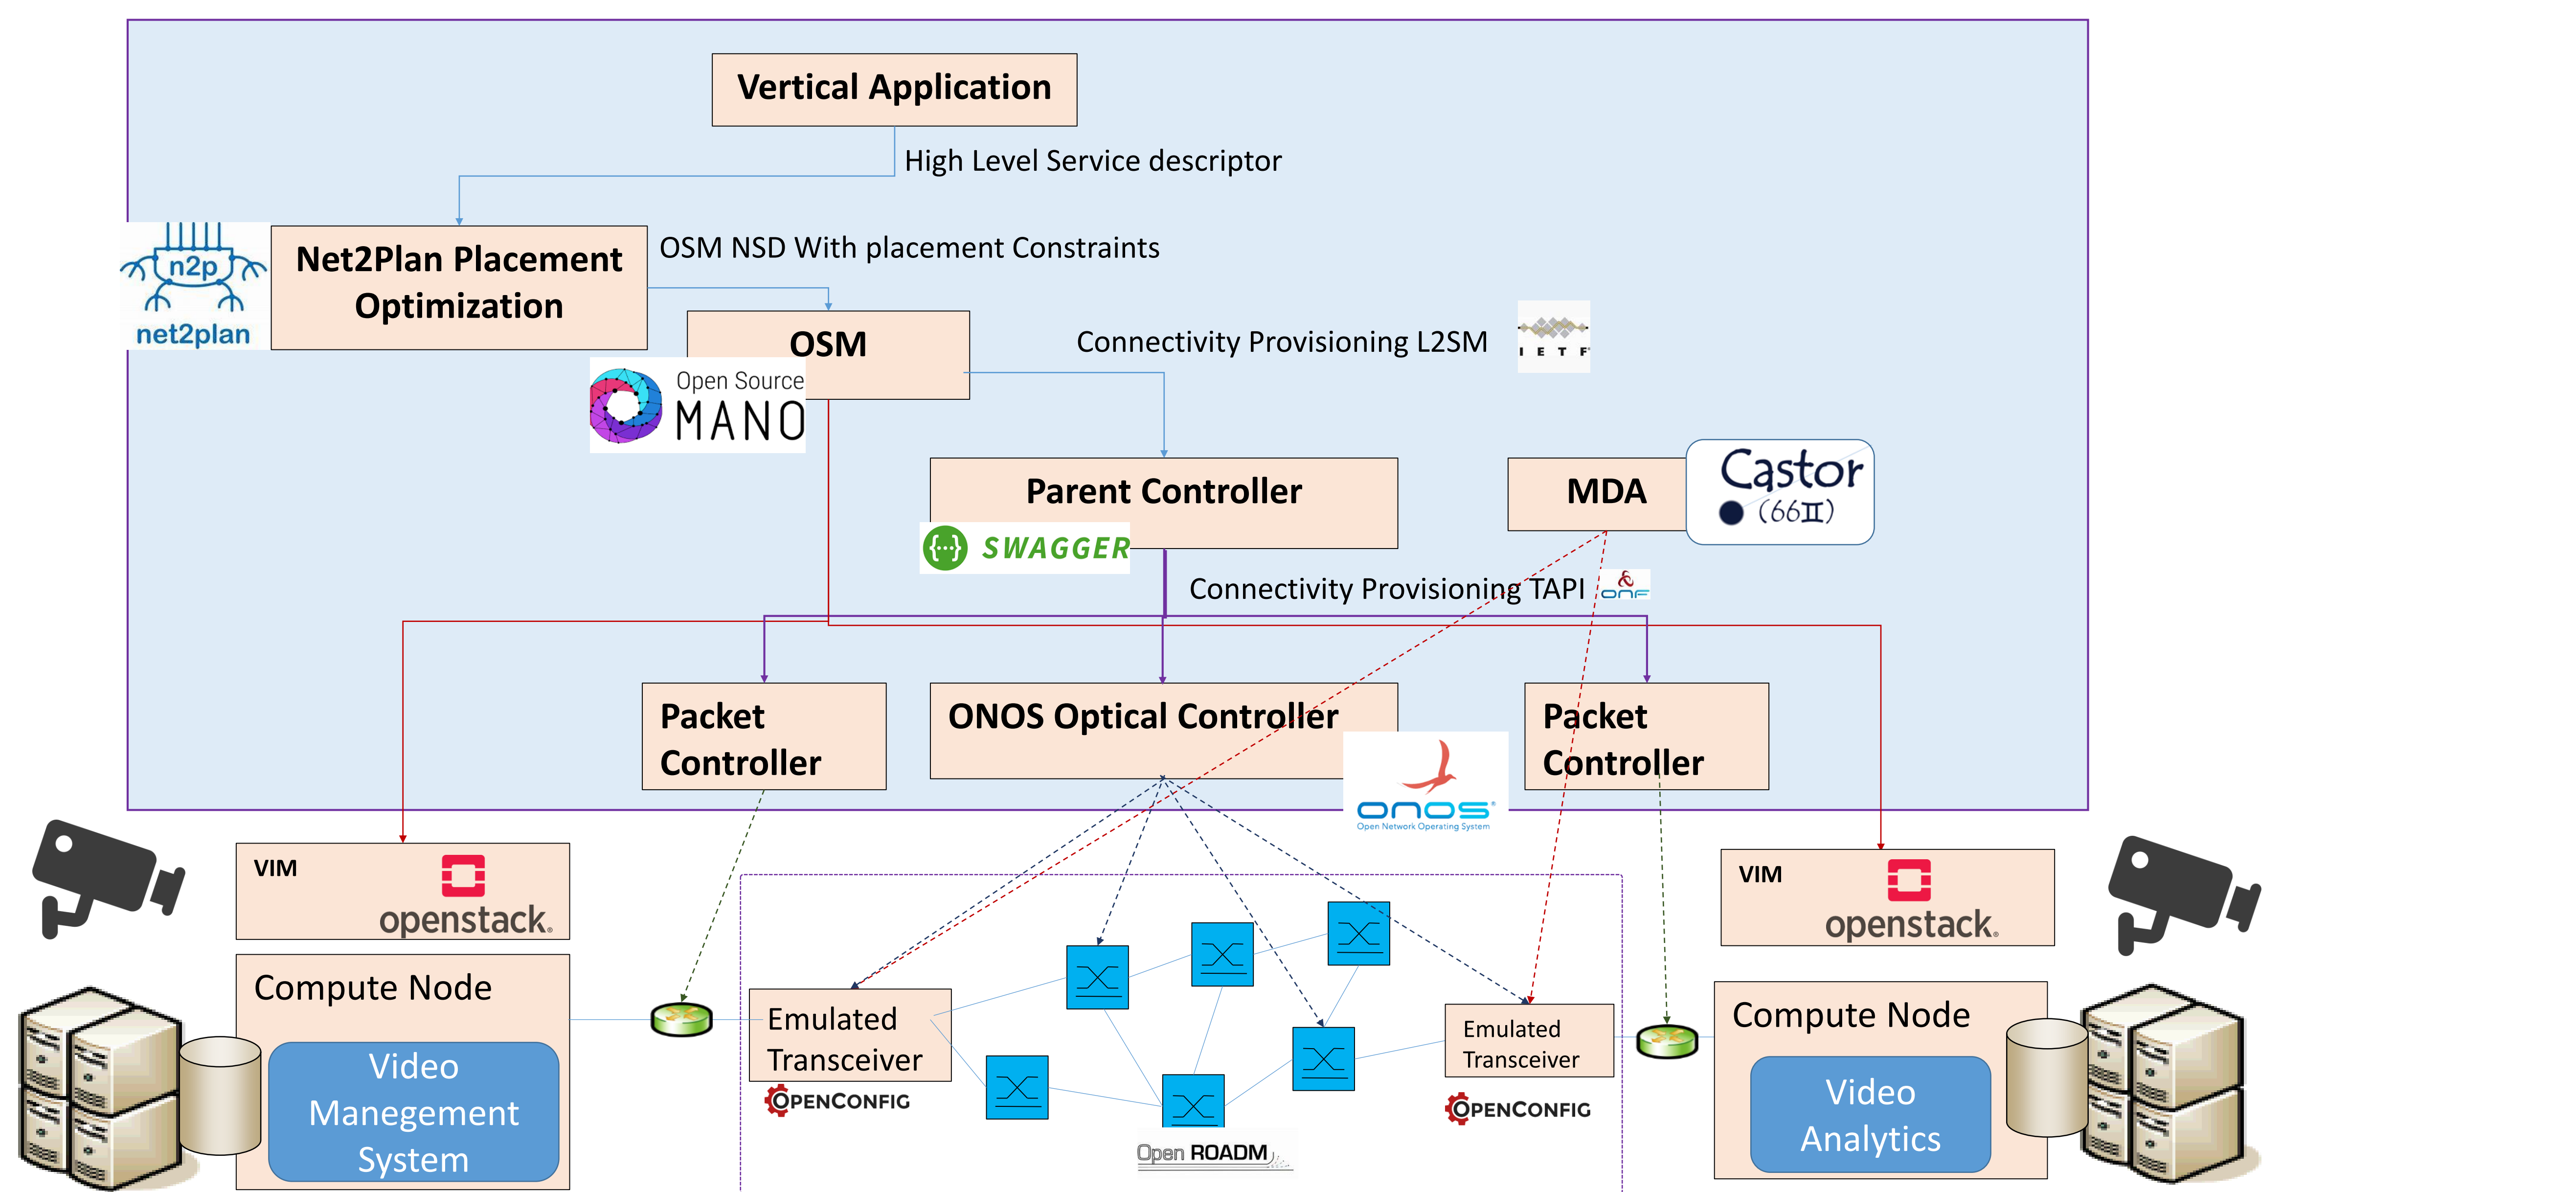 Vertical Application
High Level Service descriptor
n2p
net2plan
Net2Plan Placement
Optimization
OSM NSD With placement Constraints
OSM
Open Source
MANO
Connectivity Provisioning L2SM
I E T F
Parent Controller
{···} SWAGGER
MDA
Castor
(66II)
Connectivity Provisioning TAPI
onF
Packet
Controller
ONOS Optical Controller
onos®
Open Network Operating System
Packet
Controller
VIM
openstack®
VIM
openstack®
Compute Node
Video
Manegement
System
Emulated
Transceiver
OPENCONFIG
Open ROADM
Emulated
Transceiver
OPENCONFIG
Compute Node
Video
Analytics